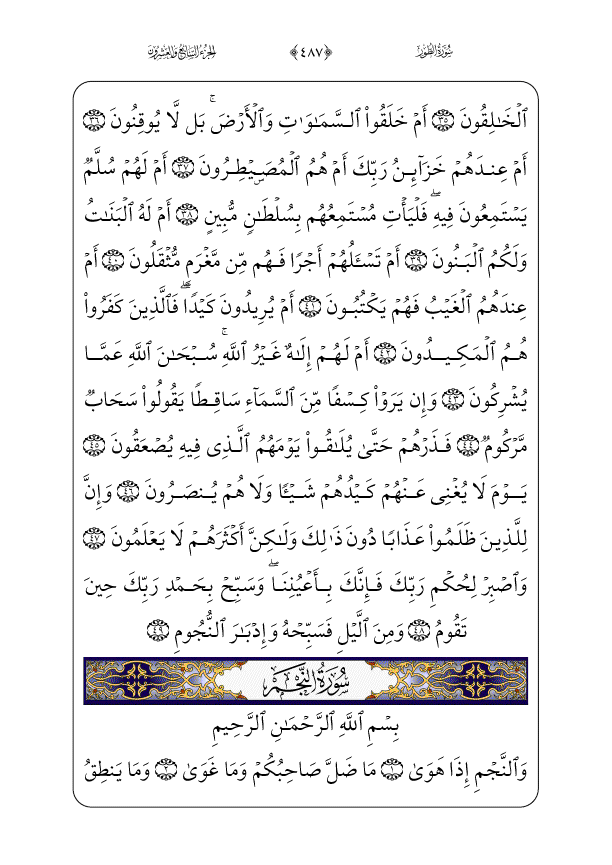 سُورَةُ الطُّورِ ﴿٤٨٧﴾ الجُزْءُ السَّابِعُ وَالعِشْرُونَ
ٱلْخَٰلِقُونَ ٣٥ أَمْ خَلَقُوا۟ ٱلسَّمَٰوَٰتِ وَٱلْأَرْضَ ۚ بَل لَّا يُوقِنُونَ ٣٦
أَمْ عِندَهُمْ خَزَآئِنُ رَبِّكَ أَمْ هُمُ ٱلْمُصَۣيْطِرُونَ ٣٧ أَمْ لَهُمْ سُلَّمٌ
يَسْتَمِعُونَ فِيهِ ۖ فَلْيَأْتِ مُسْتَمِعُهُم بِسُلْطَٰنٍ مُّبِينٍ ٣٨ أَمْ لَهُ ٱلْبَنَٰتُ
وَلَكُمُ ٱلْبَنُونَ ٣٩ أَمْ تَسْـَٔلُهُمْ أَجْرًا فَهُم مِّن مَّغْرَمٍ مُّثْقَلُونَ ٤٠ أَمْ
عِندَهُمُ ٱلْغَيْبُ فَهُمْ يَكْتُبُونَ ٤١ أَمْ يُرِيدُونَ كَيْدًا ۖ فَٱلَّذِينَ كَفَرُوا۟
هُمُ ٱلْمَكِيدُونَ ٤٢ أَمْ لَهُمْ إِلَٰهٌ غَيْرُ ٱللَّهِ ۚ سُبْحَٰنَ ٱللَّهِ عَمَّا
يُشْرِكُونَ ٤٣ وَإِن يَرَوْا۟ كِسْفًا مِّنَ ٱلسَّمَآءِ سَاقِطًا يَقُولُوا۟ سَحَابٌ
مَّرْكُومٌ ٤٤ فَذَرْهُمْ حَتَّىٰ يُلَٰقُوا۟ يَوْمَهُمُ ٱلَّذِى فِيهِ يُصْعَقُونَ ٤٥
يَوْمَ لَا يُغْنِى عَنْهُمْ كَيْدُهُمْ شَيْـًٔا وَلَا هُمْ يُنصَرُونَ ٤٦ وَإِنَّ
لِلَّذِينَ ظَلَمُوا۟ عَذَابًا دُونَ ذَٰلِكَ وَلَٰكِنَّ أَكْثَرَهُمْ لَا يَعْلَمُونَ ٤٧
وَٱصْبِرْ لِحُكْمِ رَبِّكَ فَإِنَّكَ بِأَعْيُنِنَا ۖ وَسَبِّحْ بِحَمْدِ رَبِّكَ حِينَ
تَقُومُ ٤٨ وَمِنَ ٱلَّيْلِ فَسَبِّحْهُ وَإِدْبَٰرَ ٱلنُّجُومِ ٤٩
سُورَةُ النَّجْمِ
بِسْمِ ٱللَّهِ ٱلرَّحْمَٰنِ ٱلرَّحِيمِ
وَٱلنَّجْمِ إِذَا هَوَىٰ ١ مَا ضَلَّ صَاحِبُكُمْ وَمَا غَوَىٰ ٢ وَمَا يَنطِقُ